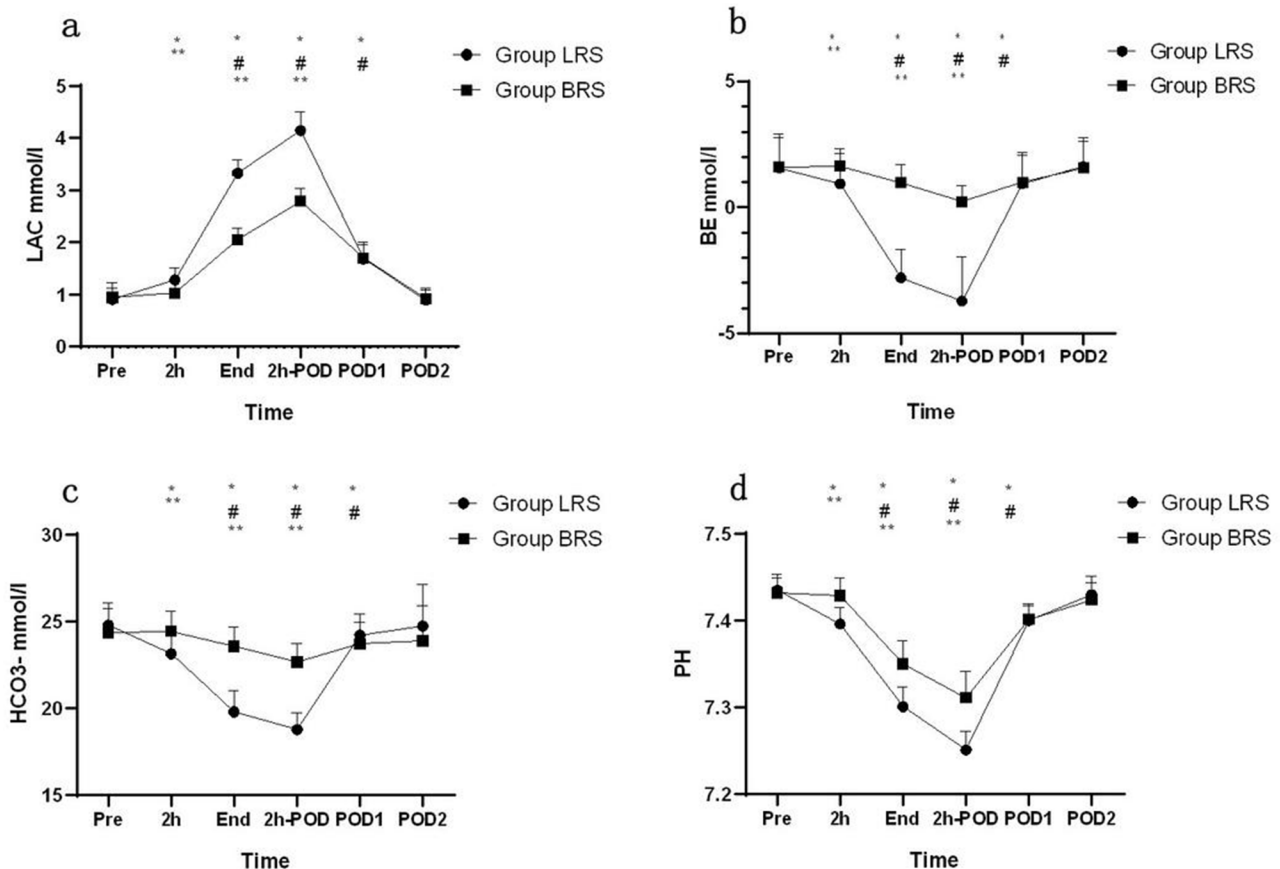 a
* * * *
** # # #
** **
Group LRS
Group BRS
5
4
3
2
1
0
LAC mmol/l
Pre 2h End 2h-POD POD1 POD2
Time
b
* * * *
** # # #
** **
Group LRS
Group BRS
5
0
-5
BE mmol/l
Pre 2h End 2h-POD POD1 POD2
Time
c
* * * *
** # # #
** **
Group LRS
Group BRS
30
25
20
15
HCO3- mmol/l
Pre 2h End 2h-POD POD1 POD2
Time
d
* * * *
** # # #
** **
Group LRS
Group BRS
7.5
7.4
7.3
7.2
PH
Pre 2h End 2h-POD POD1 POD2
Time